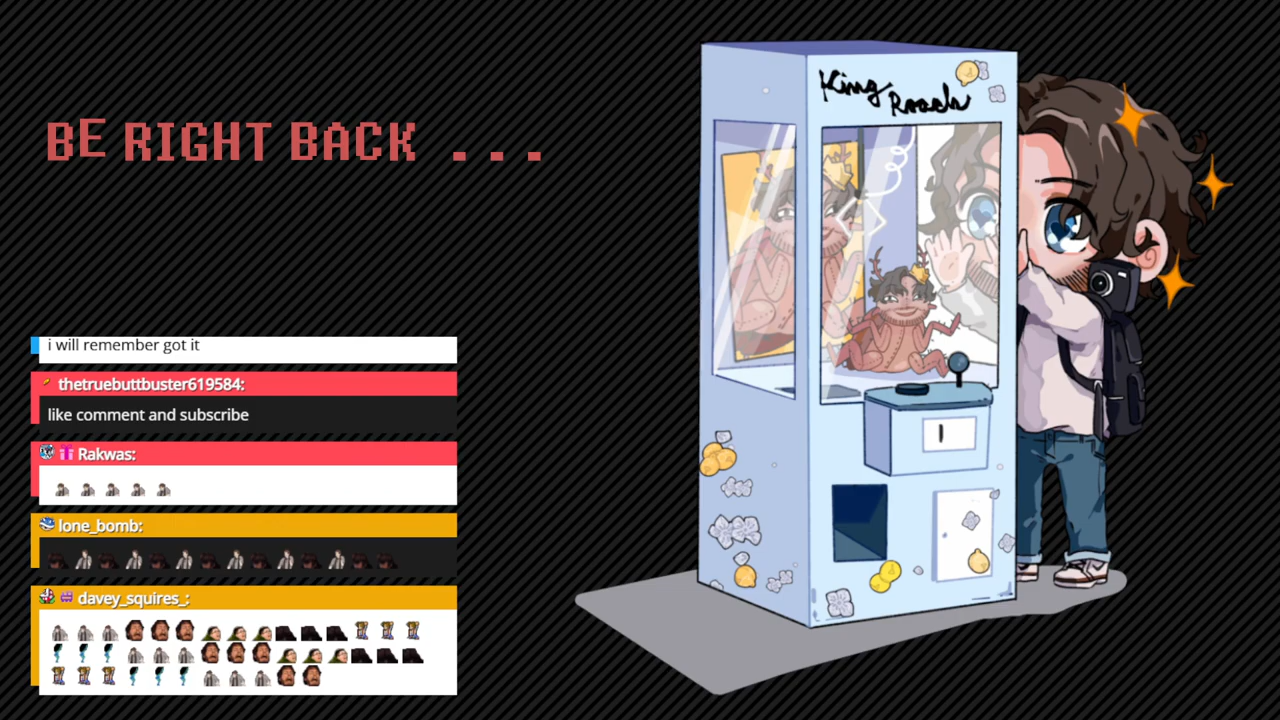 BE RIGHT BACK ...
King
Roach
i will remember got it
thetruebuttbuster619584:
like comment and subscribe
Rakwas:
lone_bomb:
davey_squires_: